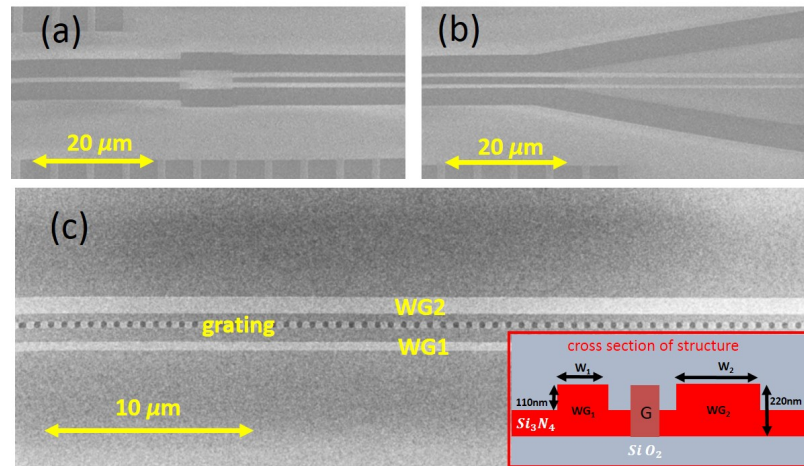 (a)
20 μm
(b)
20 μm
(c)
WG2
grating
WG1
10 μm
cross section of structure
W₁
W₂
110nm
WG₁
G
WG₂
220nm
Si₃N₄
SiO₂